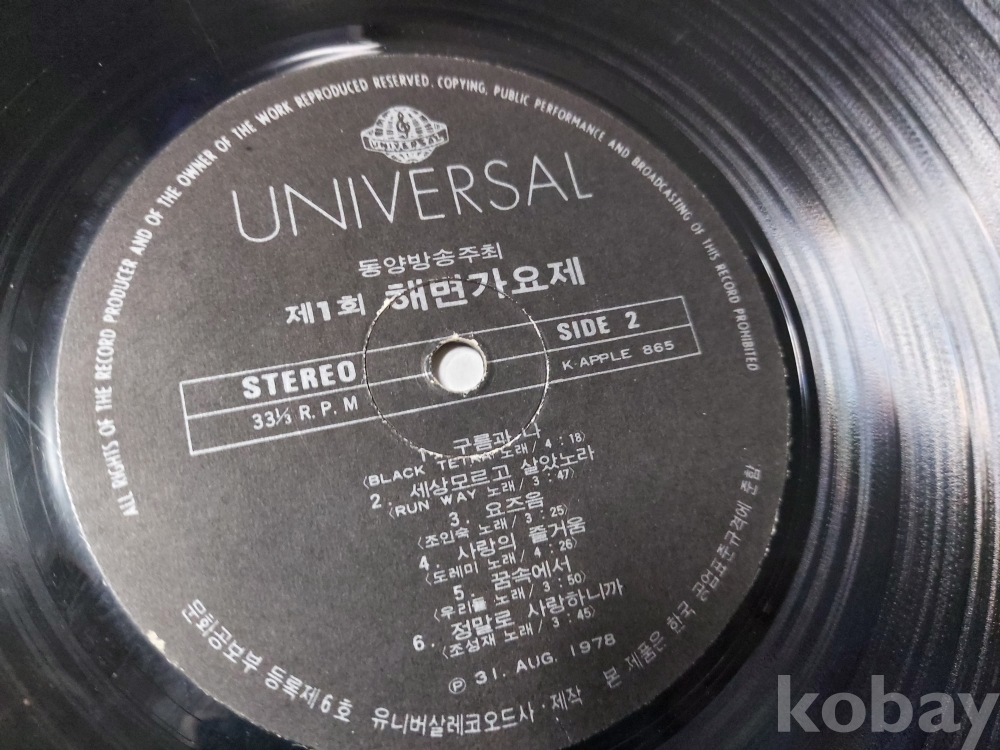 ALL RIGHTS OF THE RECORD PRODUCER AND OF THE OWNER OF THE WORK REPRODUCED RESERVED. COPYING, PUBLIC PERFORMANCE AND BROADCASTING OF THIS RECORD PROHIBITED
UNIVERSAL
UNIVERSAL
동양방송주최
제1회 해변가요제
STEREO
SIDE 2
33⅓ R.P.M
K-APPLE 865
1. 구름과 나
(BLACK TETRA 노래 / 4:18)
2. 세상모르고 살았노라
(RUN WAY 노래 / 3:47)
3. 요즈음
(조인숙 노래 / 3:25)
4. 사랑의 즐거움
(도레미 노래 / 4:26)
5. 꿈속에서
(우리들 노래 / 3:50)
6. 정말로 사랑하니까
(조성재 노래 / 3:45)
Ⓟ 31. AUG. 1978
문화공보부 등록제6호 유니버살레코오드사·제작 본 제품은 한국 공업표준규격에 준함
kobay